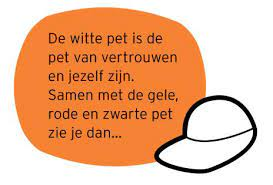 De witte pet is de
pet van vertrouwen
en jezelf zijn.
Samen met de gele,
rode en zwarte pet
zie je dan...